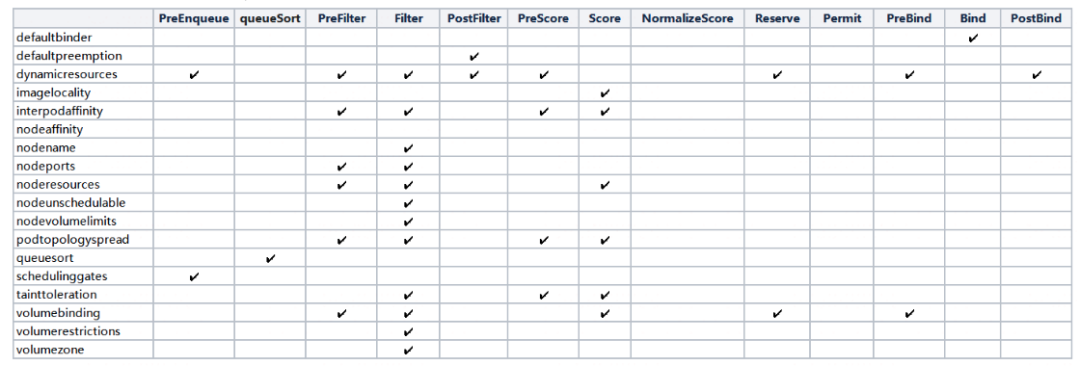 PreEnqueue queueSort PreFilter Filter PostFilter PreScore Score NormalizeScore Reserve Permit PreBind Bind PostBind
defaultbinder ✓
defaultpreemption ✓
dynamicresources ✓ ✓ ✓ ✓ ✓ ✓ ✓ ✓
imagelocality ✓
interpodaffinity ✓ ✓ ✓ ✓
nodeaffinity
nodename ✓
nodeports ✓ ✓
noderesources ✓ ✓ ✓
nodeunschedulable ✓
nodevolumelimits ✓
podtopologyspread ✓ ✓ ✓ ✓
queuesort ✓
schedulinggates ✓
tainttoleration ✓ ✓ ✓
volumebinding ✓ ✓ ✓ ✓ ✓
volumerestrictions ✓
volumezone ✓